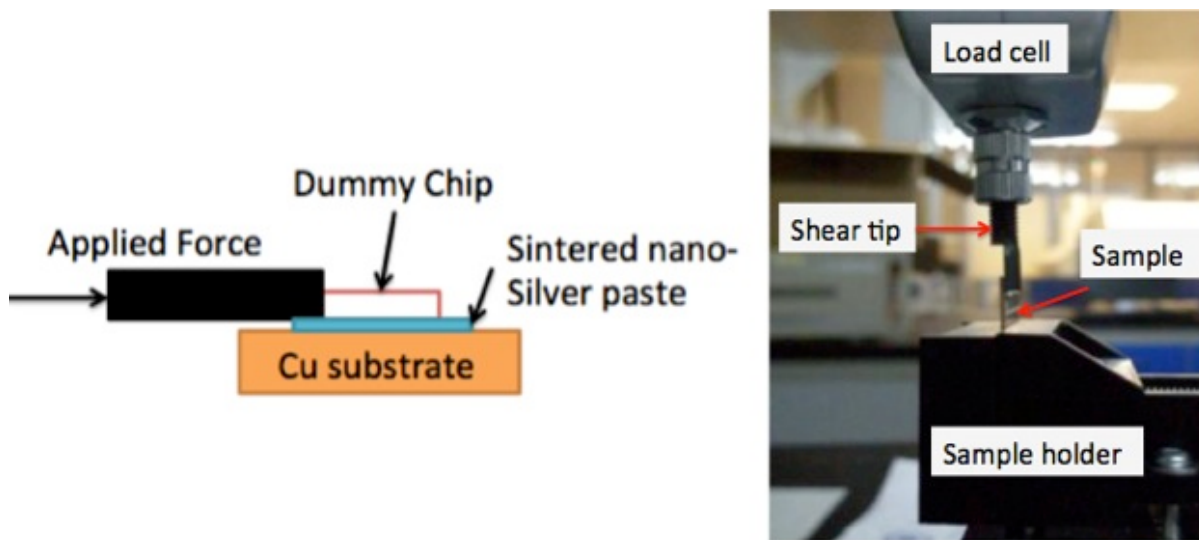 Dummy Chip
Applied Force
Sintered nano-
Silver paste
Cu substrate
Load cell
Shear tip
Sample
Sample holder